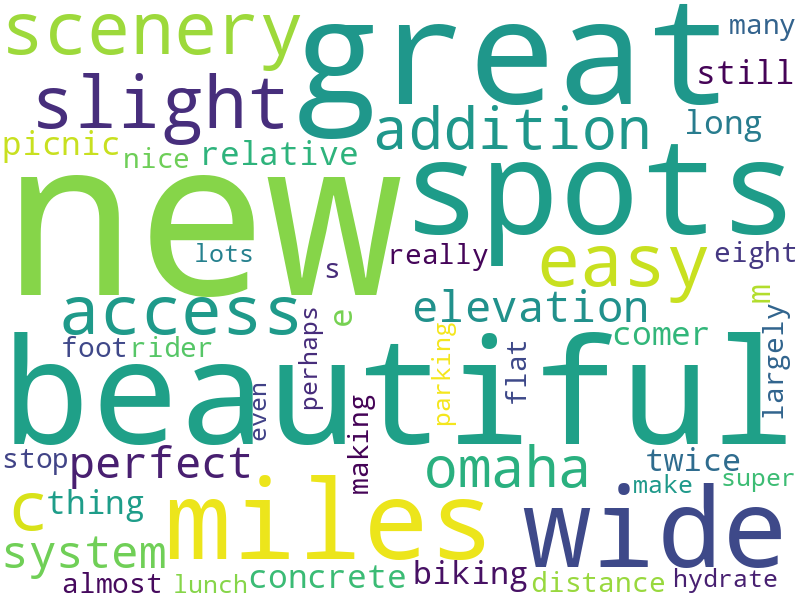 scenery great many
slight still
addition long
picnic nice relative
new spots
lots s really easy eight
access e elevation m
foot rider perhaps parking flat comer largely
beautiful
even
stop perfect making omaha twice
c thing miles make super
wide
system
almost lunch concrete biking distance hydrate